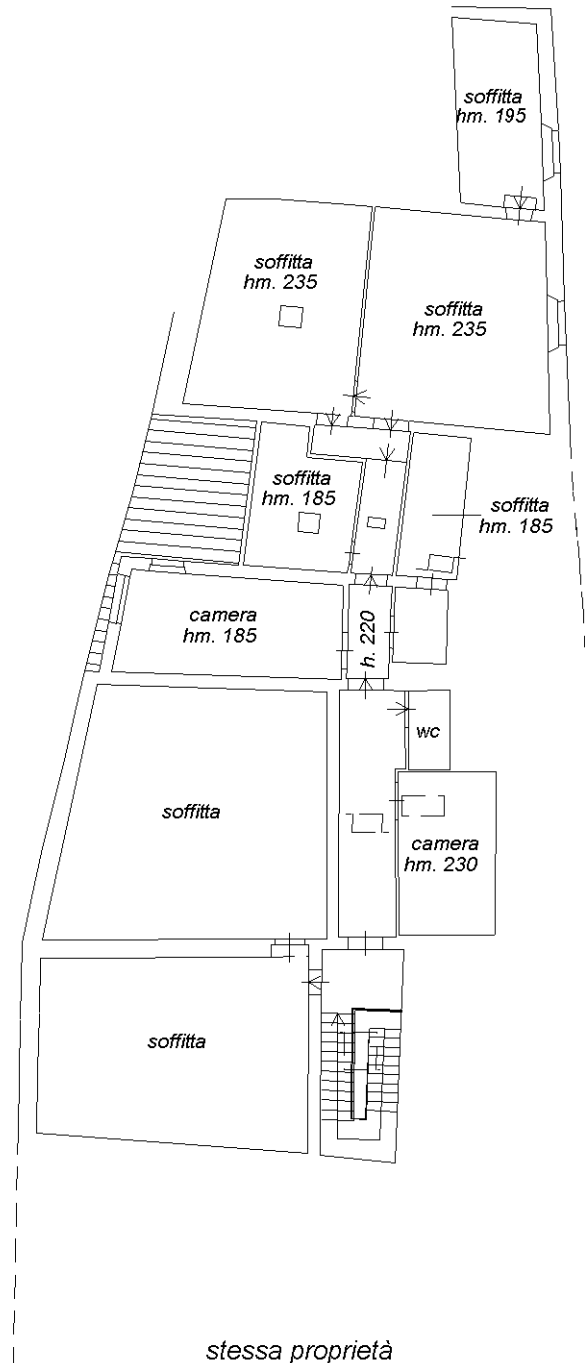 soffitta
hm. 195
soffitta
hm. 235
soffitta
hm. 235
soffitta
hm. 185
soffitta
hm. 185
camera
hm. 185
h. 220
wc
soffitta
camera
hm. 230
soffitta
stessa proprietà